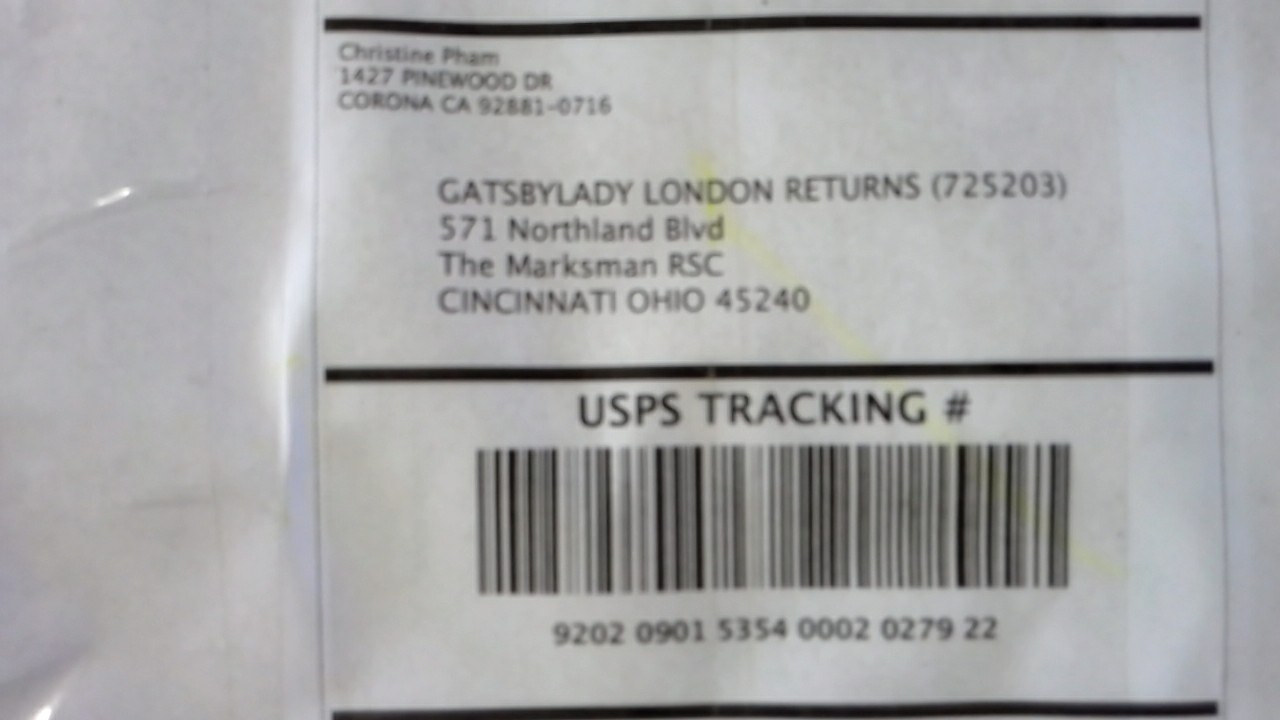 Christine Pham
1427 PINEWOOD DR
CORONA CA 92881-0716
GATSBYLADY LONDON RETURNS (725203)
571 Northland Blvd
The Marksman RSC
CINCINNATI OHIO 45240
USPS TRACKING #
9202 0901 5354 0002 0279 22